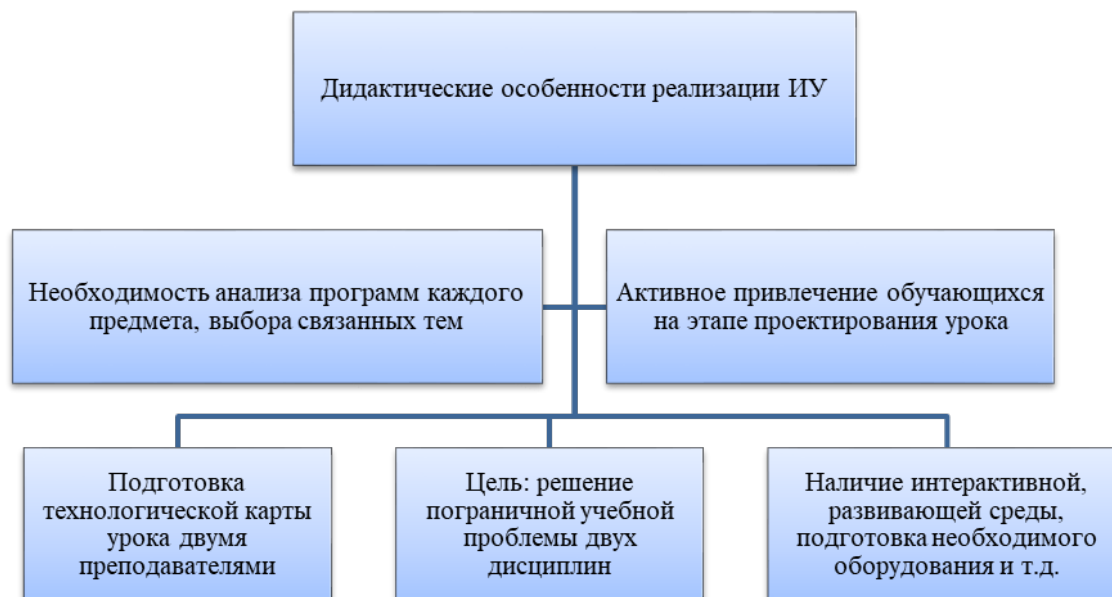 Дидактические особенности реализации ИУ
Необходимость анализа программ каждого
предмета, выбора связанных тем
Активное привлечение обучающихся
на этапе проектирования урока
Подготовка
технологической карты
урока двумя
преподавателями
Цель: решение
пограничной учебной
проблемы двух
дисциплин
Наличие интерактивной,
развивающей среды,
подготовка необходимого
оборудования и т.д.